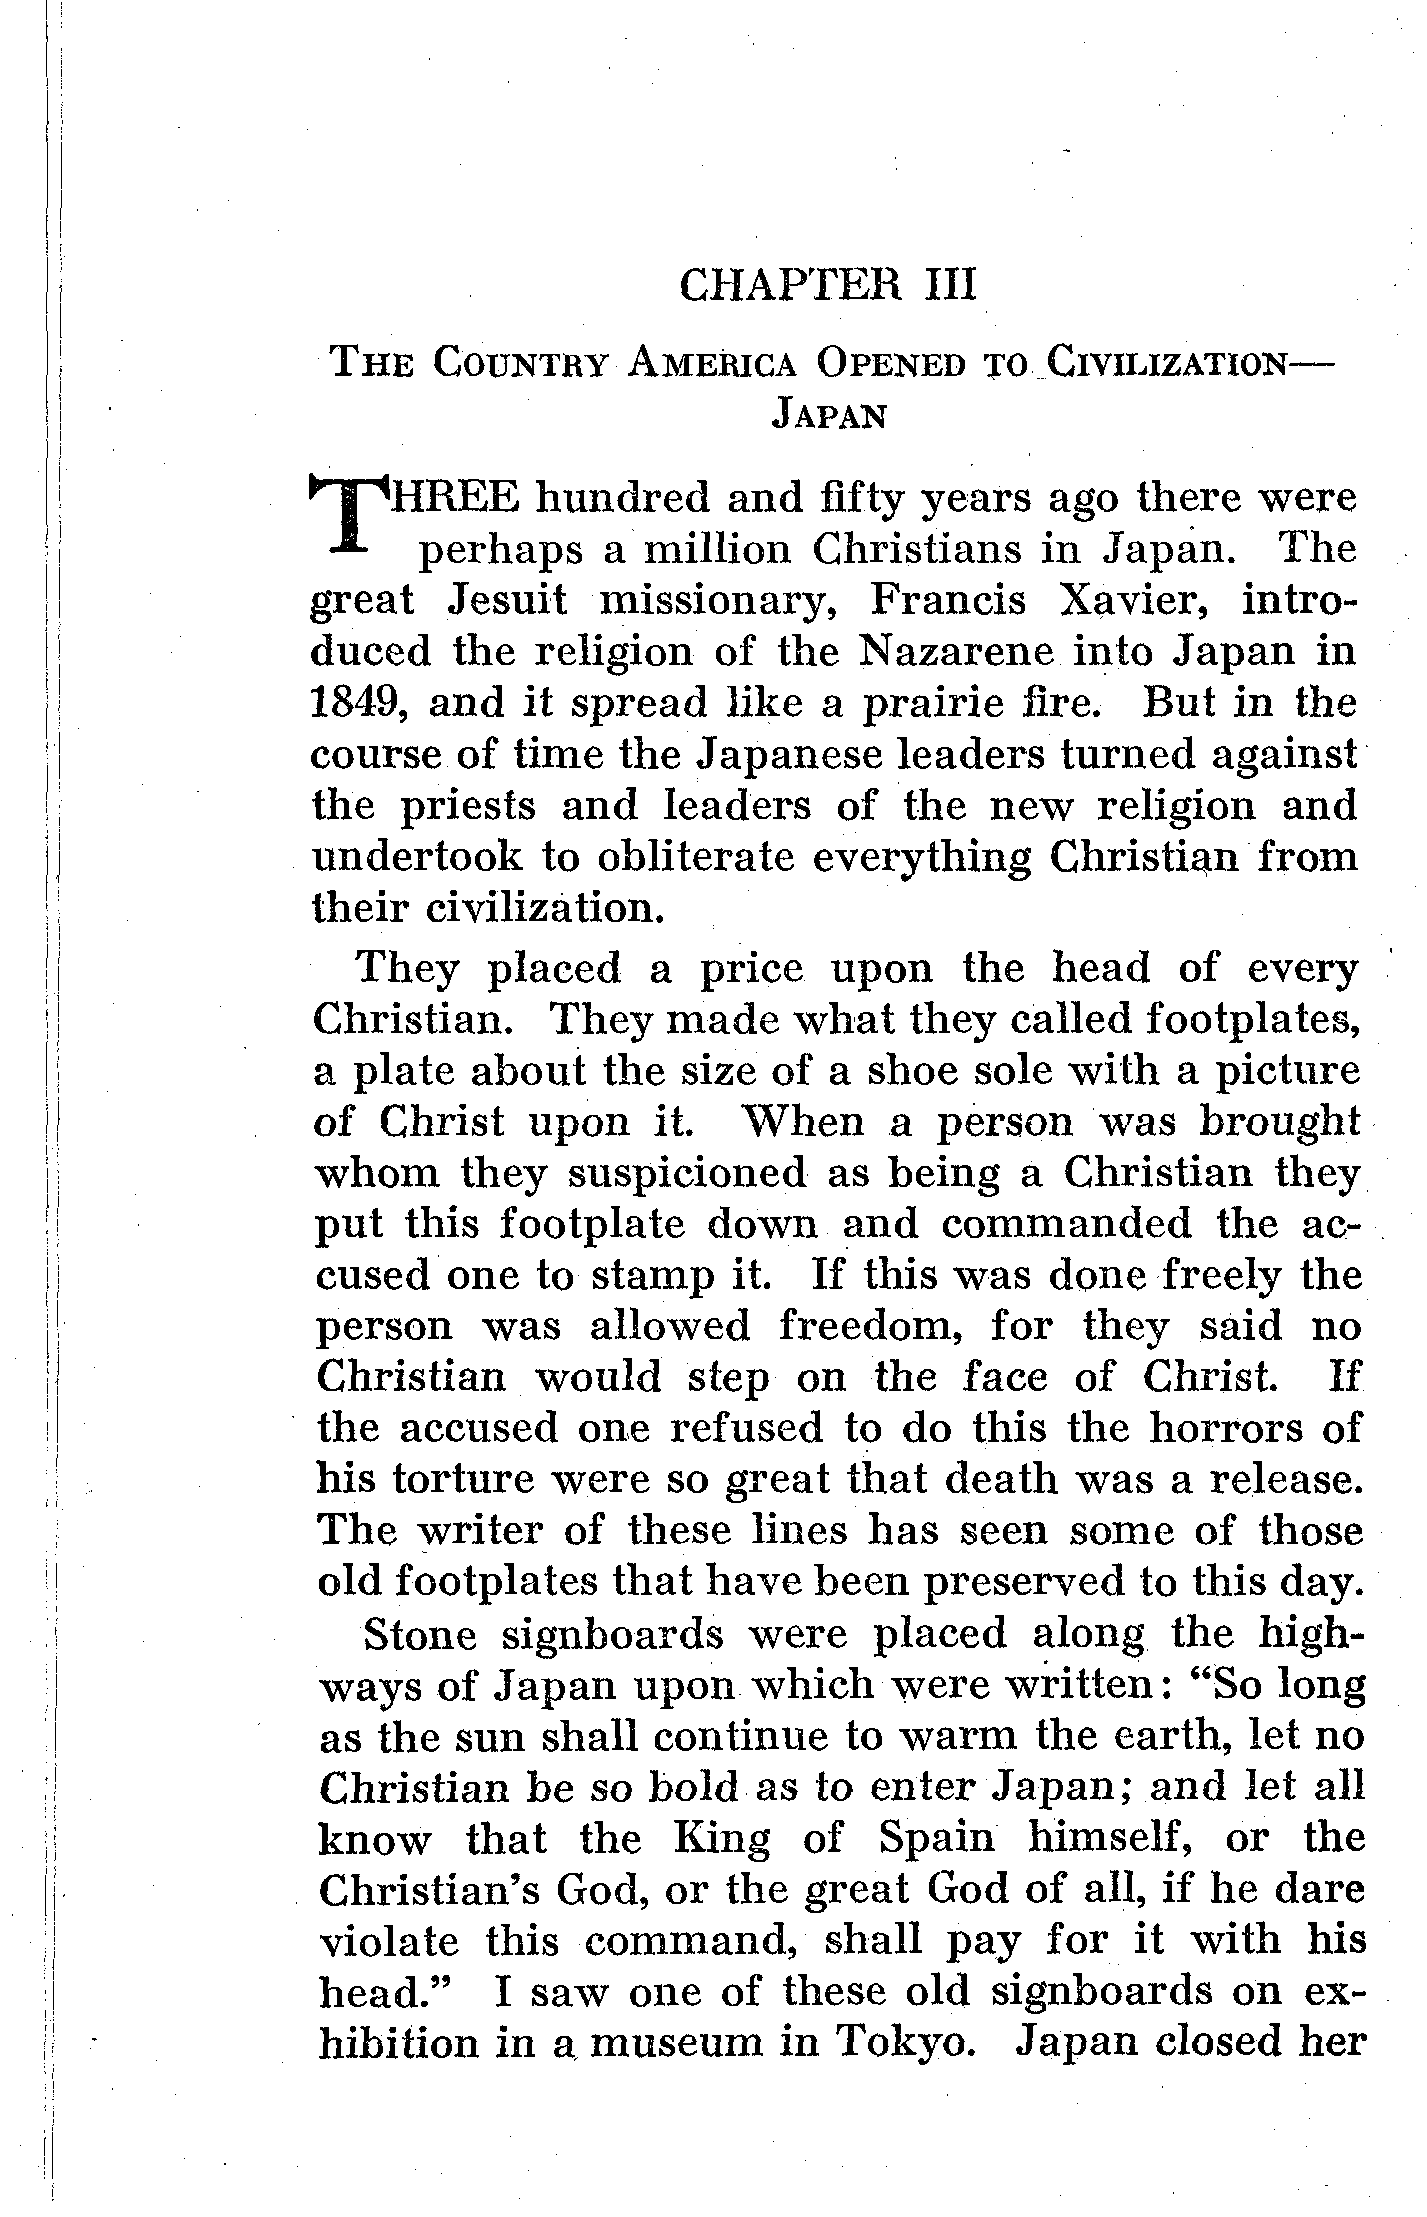 CHAPTER III
THE COUNTRY AMERICA OPENED TO CIVILIZATION—
JAPAN
THREE hundred and fifty years ago there were
perhaps a million Christians in Japan. The
great Jesuit missionary, Francis Xavier, intro-
duced the religion of the Nazarene into Japan in
1849, and it spread like a prairie fire. But in the
course of time the Japanese leaders turned against
the priests and leaders of the new religion and
undertook to obliterate everything Christian from
their civilization.
They placed a price upon the head of every
Christian. They made what they called footplates,
a plate about the size of a shoe sole with a picture
of Christ upon it. When a person was brought
whom they suspicioned as being a Christian they
put this footplate down and commanded the ac-
cused one to stamp it. If this was done freely the
person was allowed freedom, for they said no
Christian would step on the face of Christ. If
the accused one refused to do this the horrors of
his torture were so great that death was a release.
The writer of these lines has seen some of those
old footplates that have been preserved to this day.
Stone signboards were placed along the high-
ways of Japan upon which were written: “So long
as the sun shall continue to warm the earth, let no
Christian be so bold as to enter Japan; and let all
know that the King of Spain himself, or the
Christian’s God, or the great God of all, if he dare
violate this command, shall pay for it with his
head.” I saw one of these old signboards on ex-
hibition in a museum in Tokyo. Japan closed her